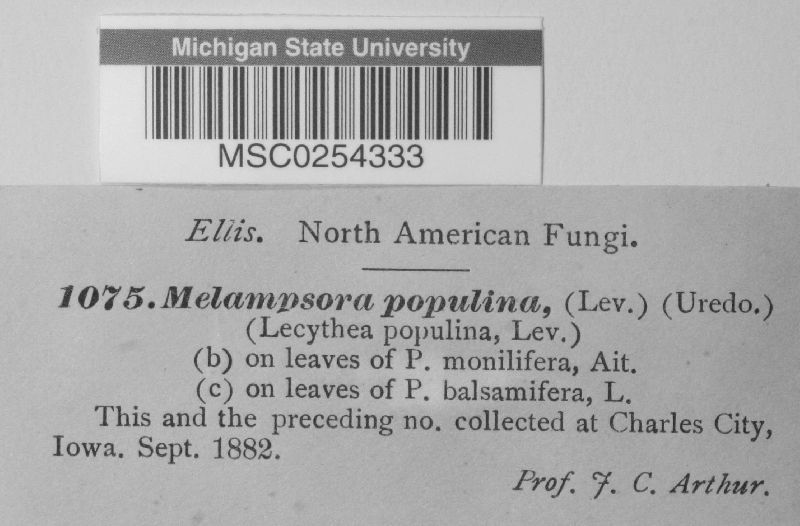 Michigan State University
MSC0254333
Ellis. North American Fungi.
1075. Melampsora populina, (Lev.) (Uredo.)
(Lecythea populina, Lev.)
(b) on leaves of P. monilifera, Ait.
(c) on leaves of P. balsamifera, L.
This and the preceding no. collected at Charles City,
Iowa. Sept. 1882.
Prof. J. C. Arthur.